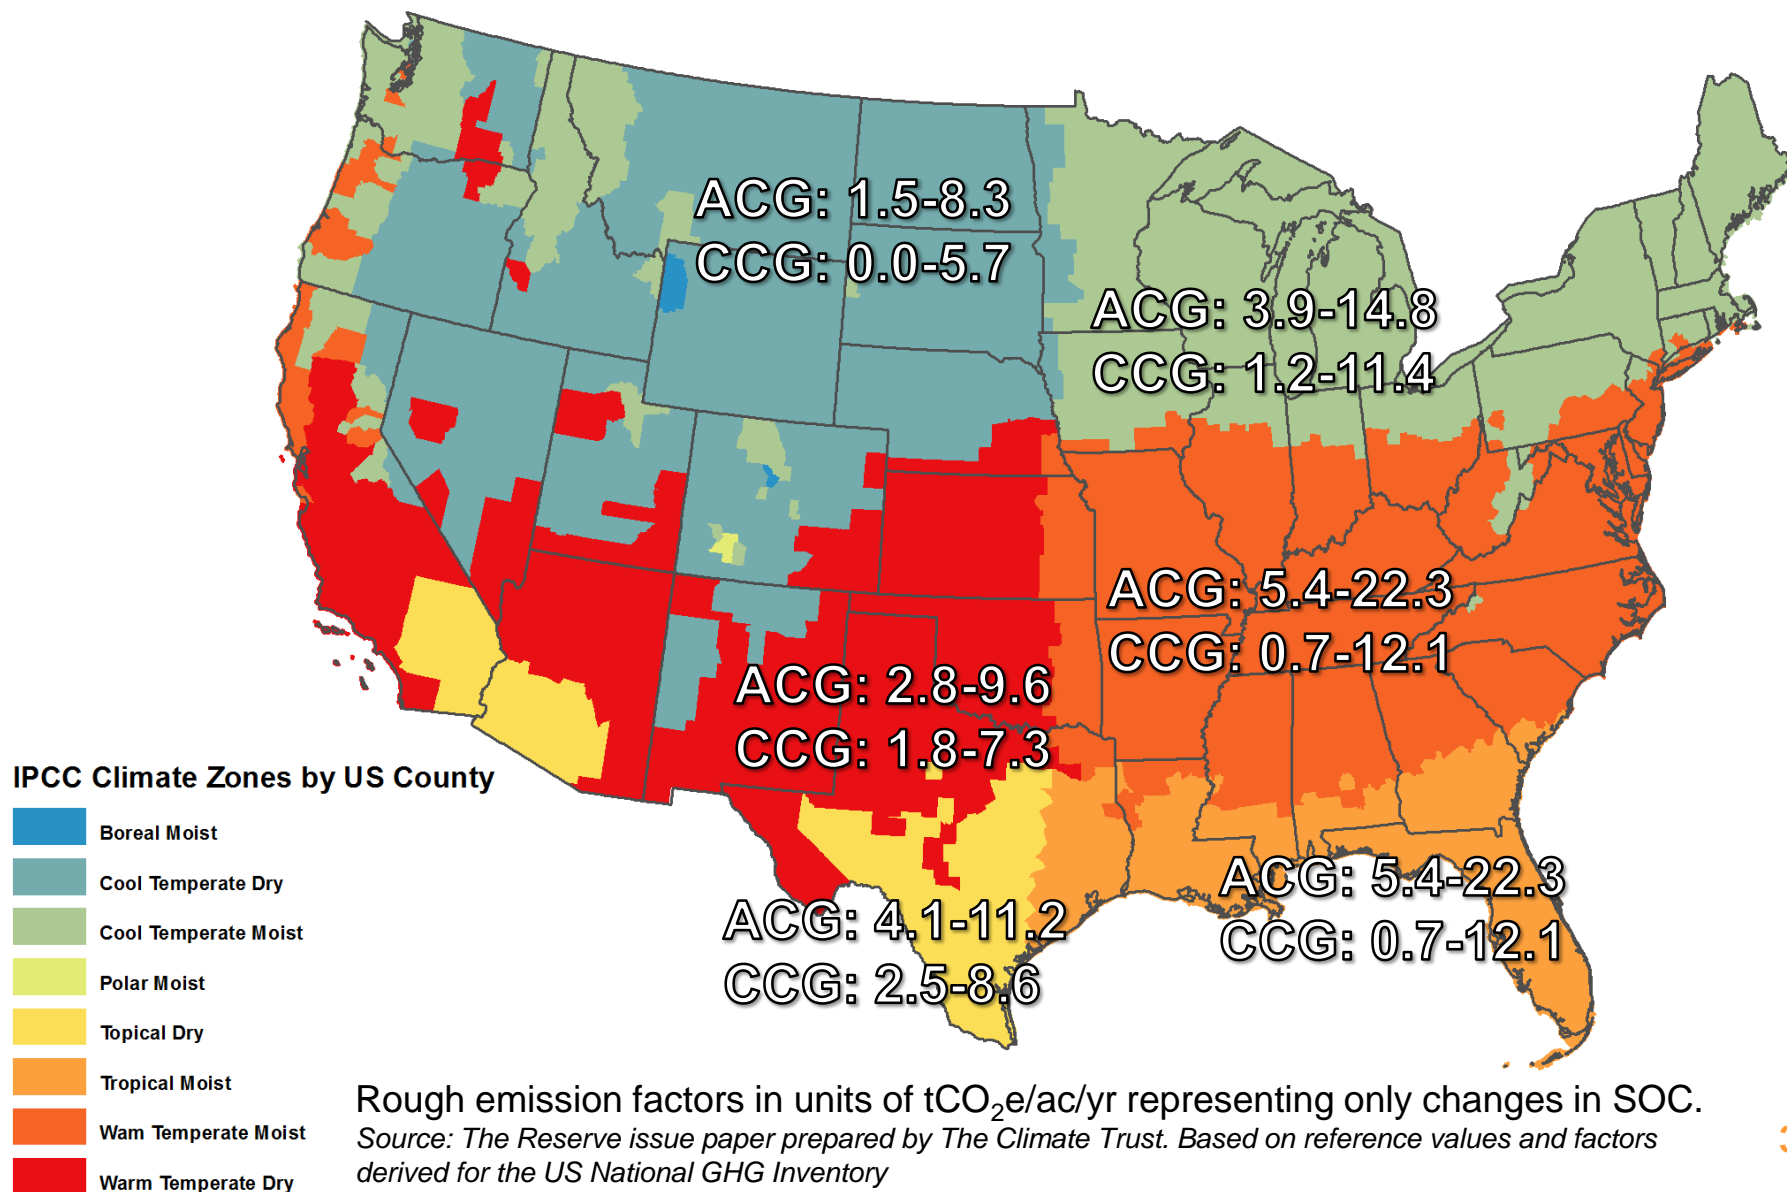 ACG: 1.5-8.3
CCG: 0.0-5.7
ACG: 3.9-14.8
CCG: 1.2-11.4
ACG: 5.4-22.3
CCG: 0.7-12.1
ACG: 2.8-9.6
CCG: 1.8-7.3
ACG: 5.4-22.3
CCG: 0.7-12.1
ACG: 4.1-11.2
CCG: 2.5-8.6
IPCC Climate Zones by US County
Boreal Moist
Cool Temperate Dry
Cool Temperate Moist
Polar Moist
Topical Dry
Tropical Moist
Wam Temperate Moist
Warm Temperate Dry
Rough emission factors in units of tCO₂e/ac/yr representing only changes in SOC.
Source: The Reserve issue paper prepared by The Climate Trust. Based on reference values and factors
derived for the US National GHG Inventory